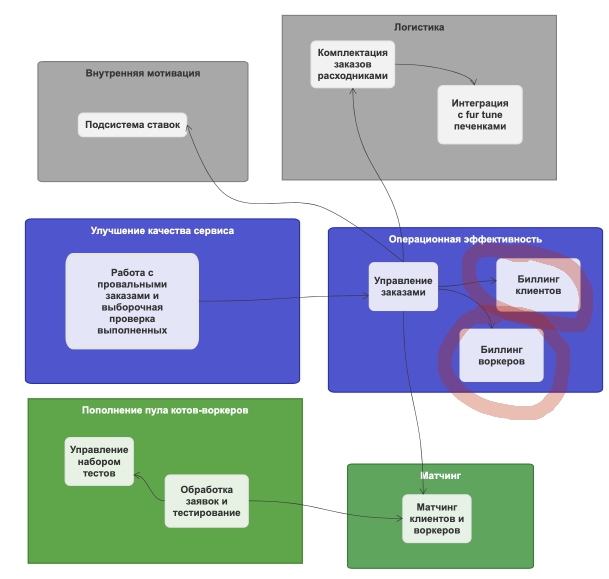 Логистика
Комплектация
заказов
расходниками
Интеграция
с fur tune
печенками
Внутренняя мотивация
Подсистема ставок
Улучшение качества сервиса
Работа с
провальными
заказами и
выборочная
проверка
выполненных
Операционная эффективность
Управление
заказами
Биллинг
клиентов
Биллинг
воркеров
Пополнение пула котов-воркеров
Управление
набором
тестов
Обработка
заявок и
тестирование
Матчинг
Матчинг
клиентов и
воркеров